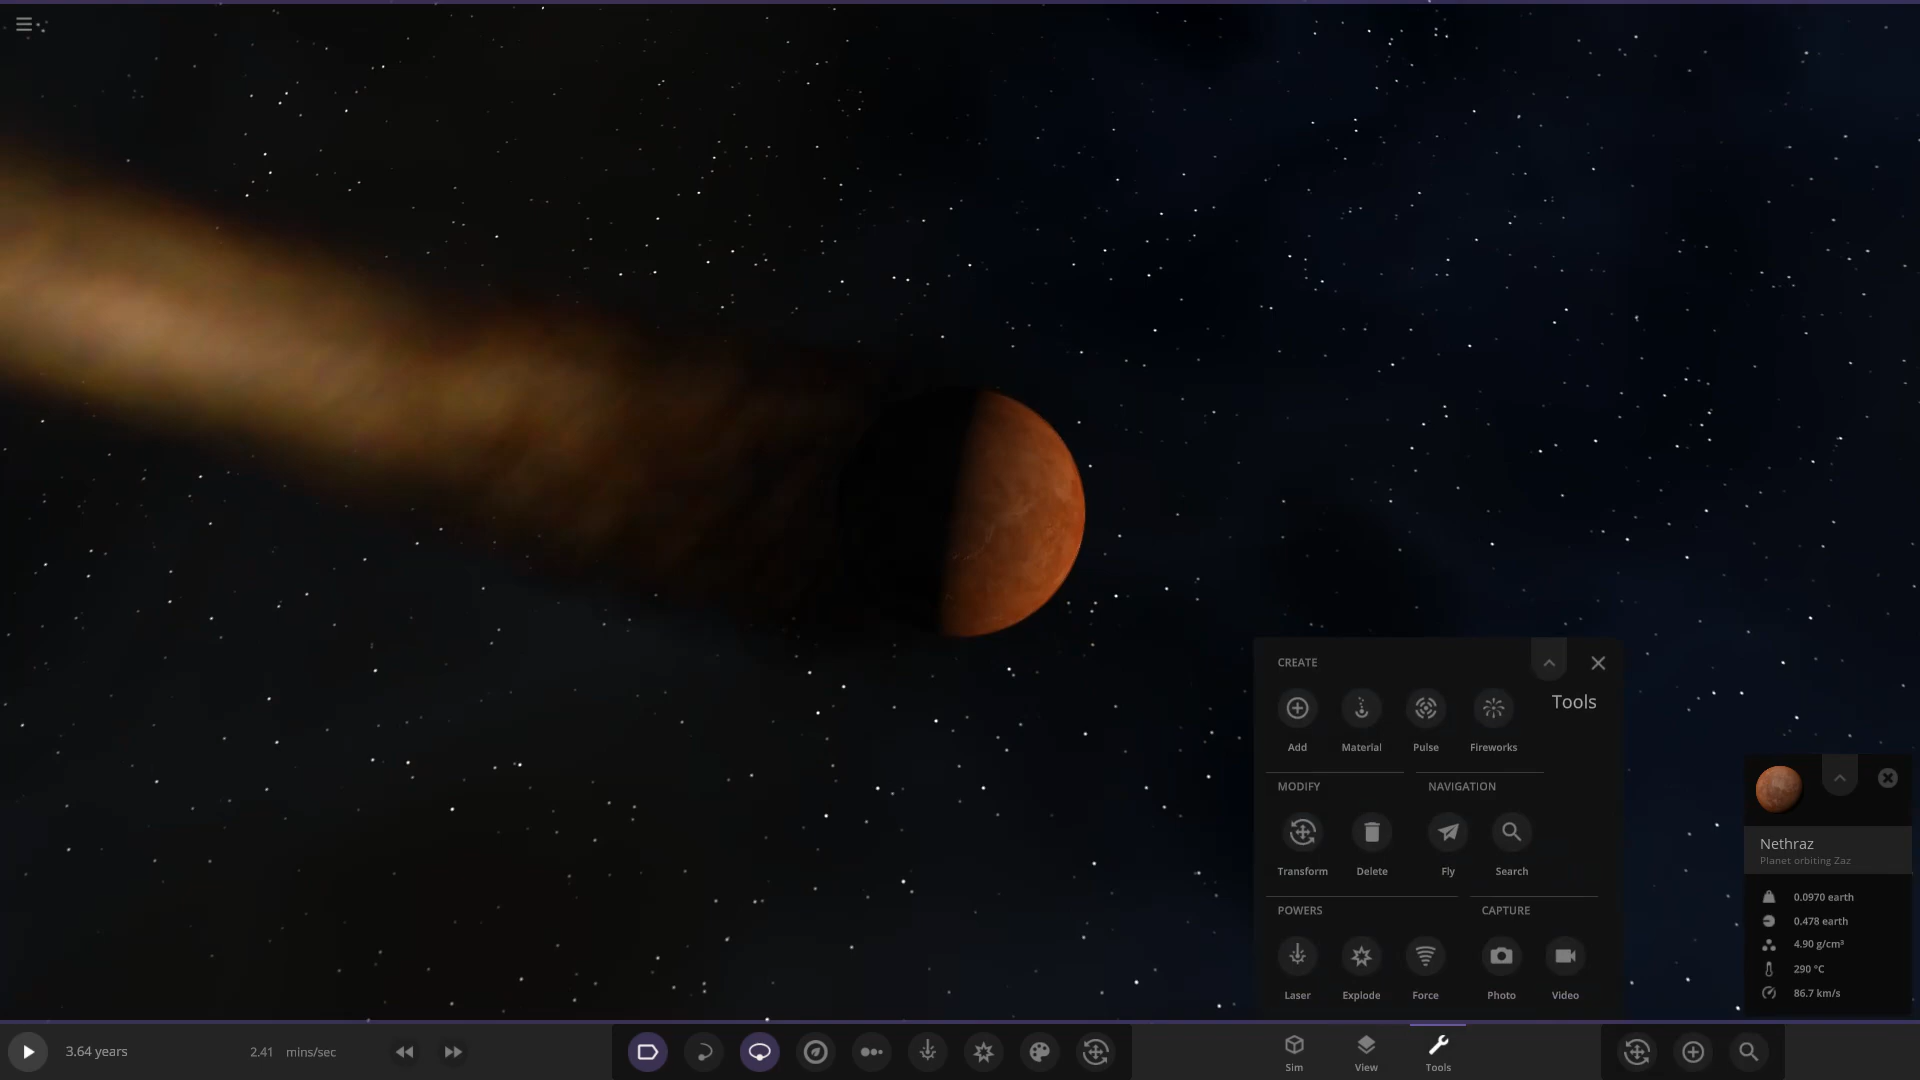 CREATE
Tools
Add
Material
Pulse
Fireworks
MODIFY
NAVIGATION
Transform
Delete
Fly
Search
POWERS
CAPTURE
Laser
Explode
Force
Photo
Video
Nethraz
Planet orbiting Zaz
0.0970 earth
0.478 earth
4.90 g/cm³
290 °C
86.7 km/s
3.64 years
2.41 mins/sec
Sim
View
Tools